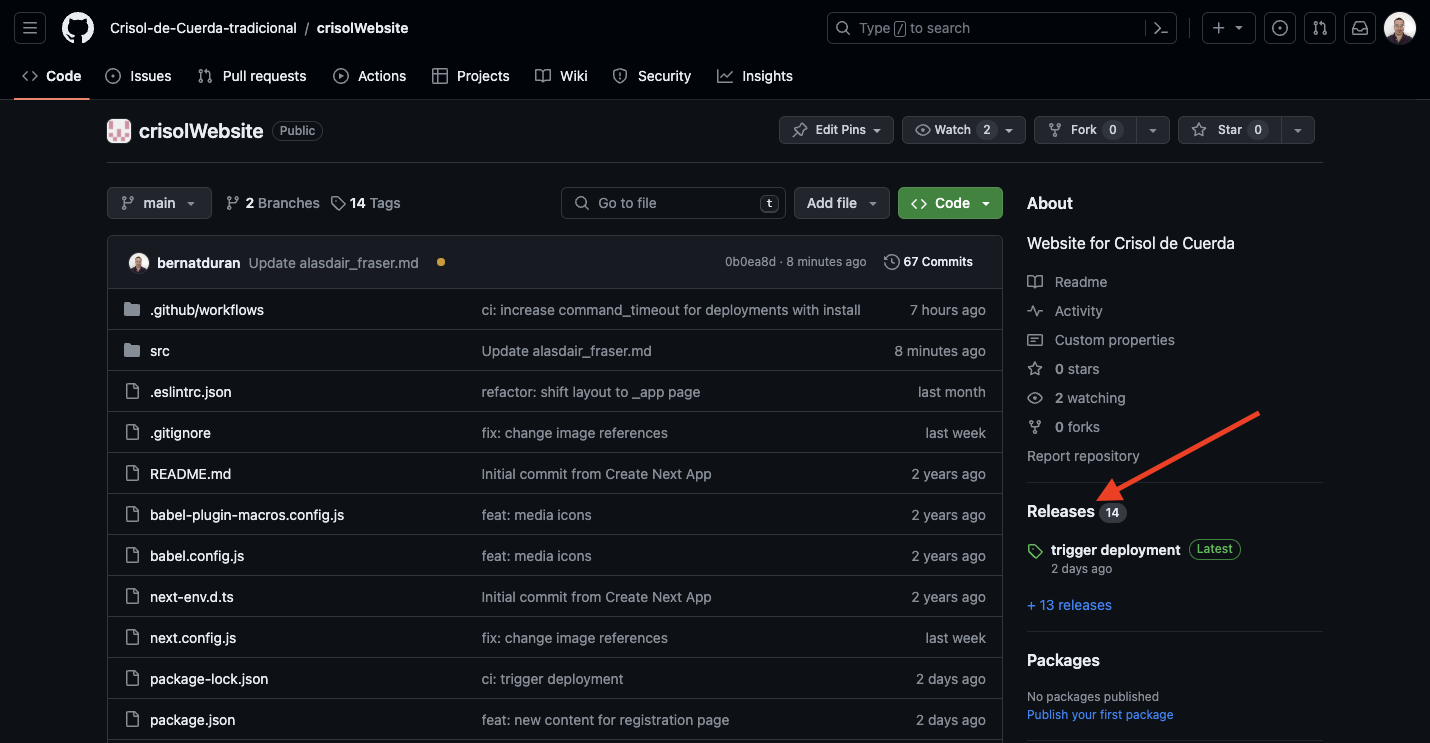 Crisol-de-Cuerda-tradicional / crisolWebsite
Type / to search
Code Issues Pull requests Actions Projects Wiki Security Insights
crisolWebsite Public
Edit Pins Watch 2 Fork 0 Star 0
main 2 Branches 14 Tags
Go to file t Add file Code
bernatduran Update alasdair_fraser.md 0b0ea8d · 8 minutes ago 67 Commits
.github/workflows ci: increase command_timeout for deployments with install 7 hours ago
src Update alasdair_fraser.md 8 minutes ago
.eslintrc.json refactor: shift layout to _app page last month
.gitignore fix: change image references last week
README.md Initial commit from Create Next App 2 years ago
babel-plugin-macros.config.js feat: media icons 2 years ago
babel.config.js feat: media icons 2 years ago
next-env.d.ts Initial commit from Create Next App 2 years ago
next.config.js fix: change image references last week
package-lock.json ci: trigger deployment 2 days ago
package.json feat: new content for registration page 2 days ago
About
Website for Crisol de Cuerda
Readme
Activity
Custom properties
0 stars
2 watching
0 forks
Report repository
Releases 14
trigger deployment Latest
2 days ago
+ 13 releases
Packages
No packages published
Publish your first package